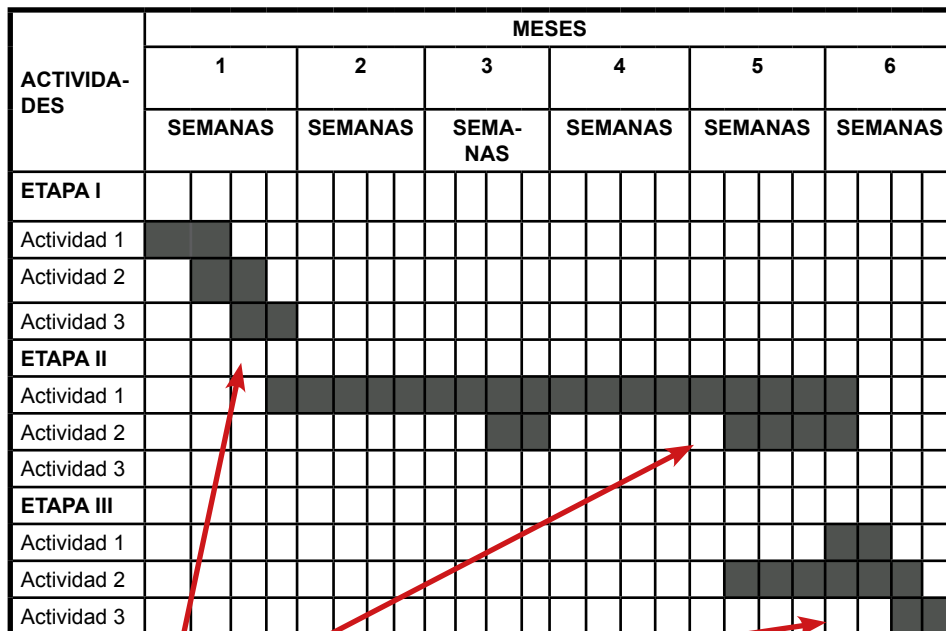 MESES
ACTIVIDA-
DES
1 2 3 4 5 6
SEMANAS SEMANAS SEMA-
NAS SEMANAS SEMANAS SEMANAS
ETAPA I
Actividad 1
Actividad 2
Actividad 3
ETAPA II
Actividad 1
Actividad 2
Actividad 3
ETAPA III
Actividad 1
Actividad 2
Actividad 3